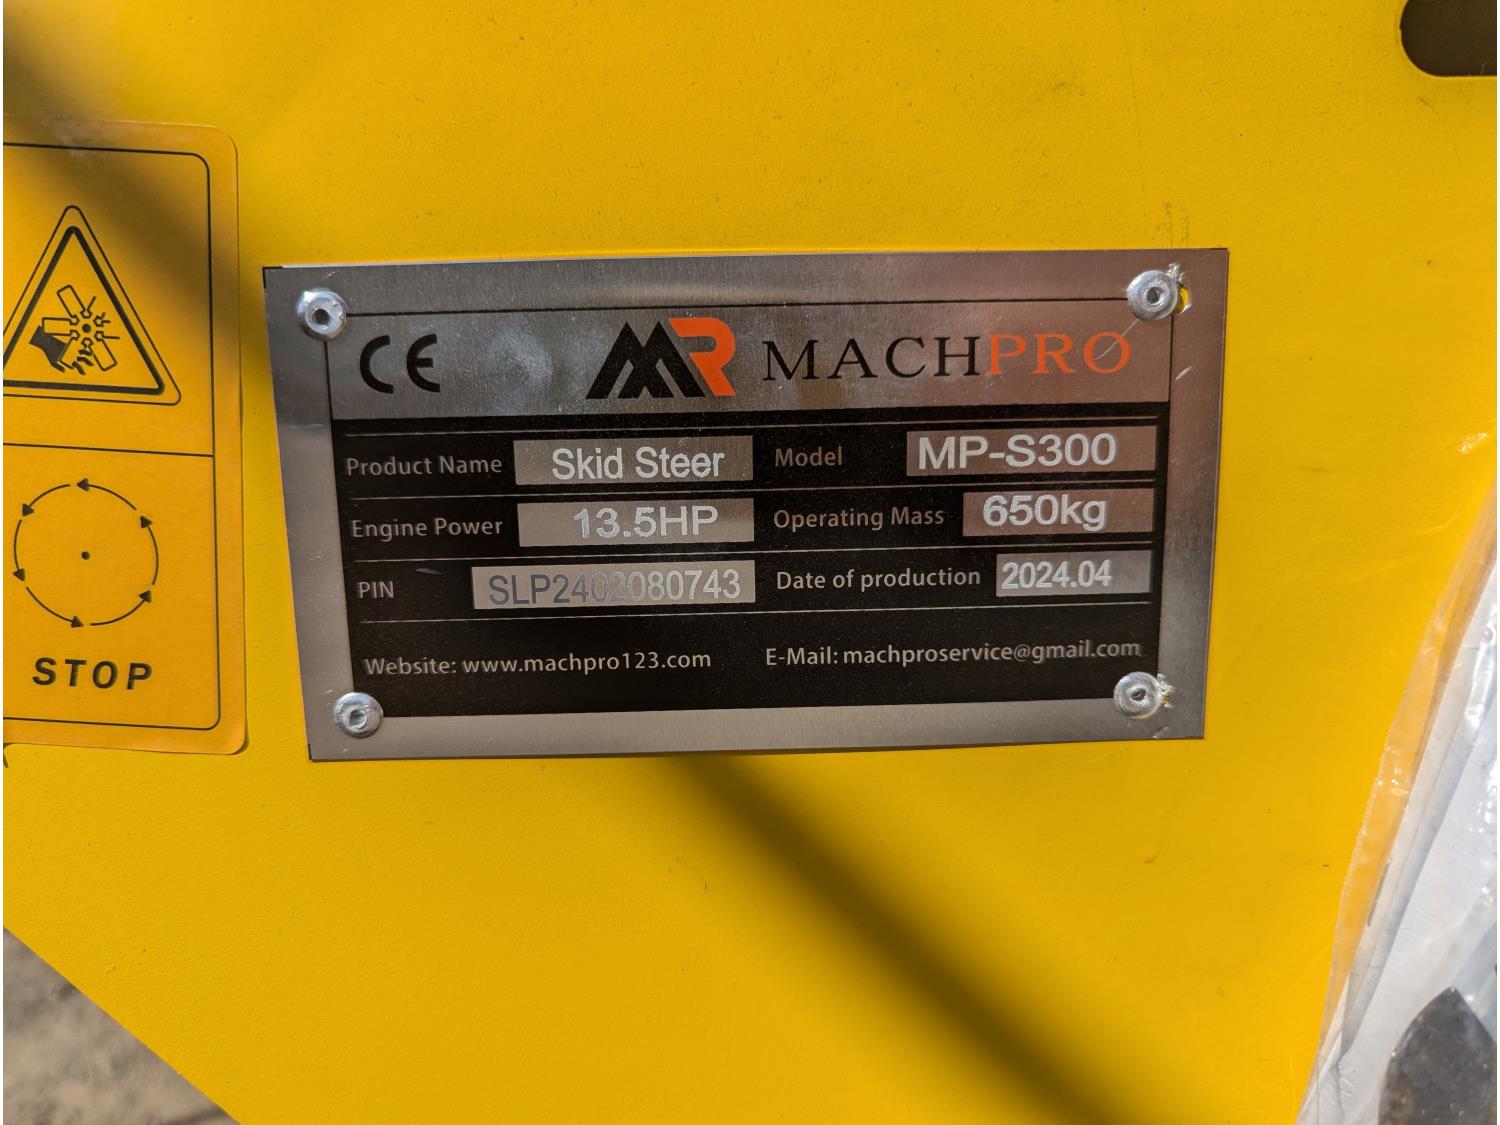 CE MACHPRO
Product Name Skid Steer Model MP-S300
Engine Power 13.5HP Operating Mass 650kg
PIN SLP2402080743 Date of production 2024.04
Website: www.machpro123.com E-Mail: machproservice@gmail.com
STOP